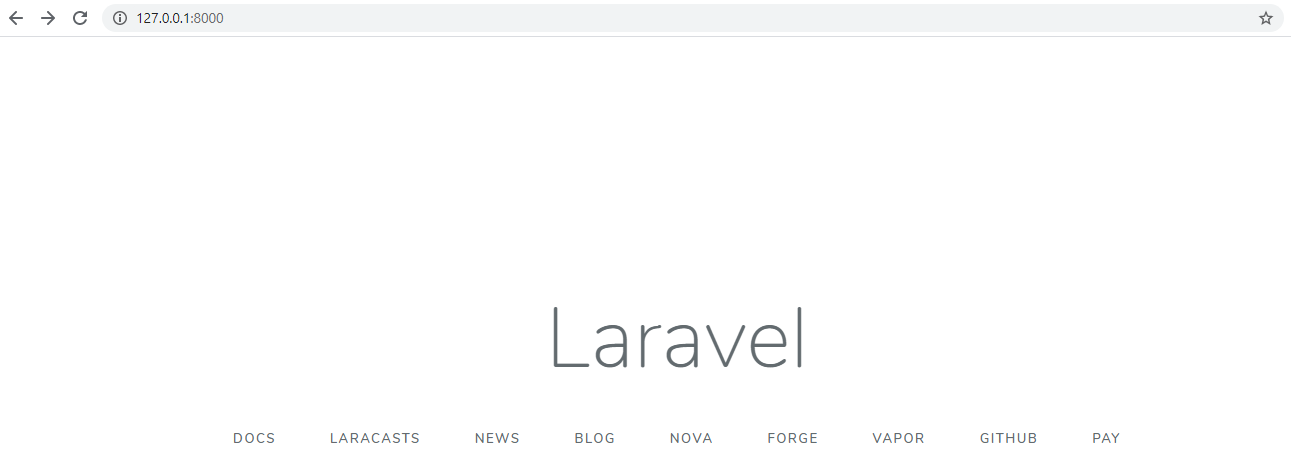 127.0.0.1:8000
Laravel
DOCS LARACASTS NEWS BLOG NOVA FORGE VAPOR GITHUB PAY